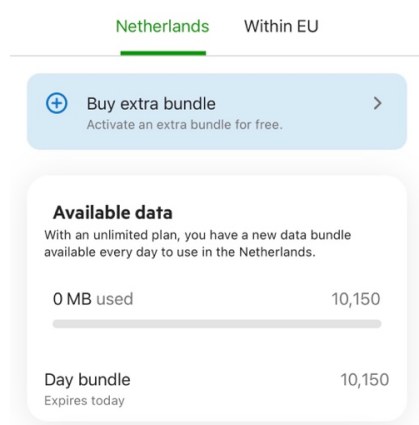 Netherlands Within EU
Buy extra bundle
Activate an extra bundle for free.
Available data
With an unlimited plan, you have a new data bundle
available every day to use in the Netherlands.
0 MB used 10,150
Day bundle 10,150
Expires today